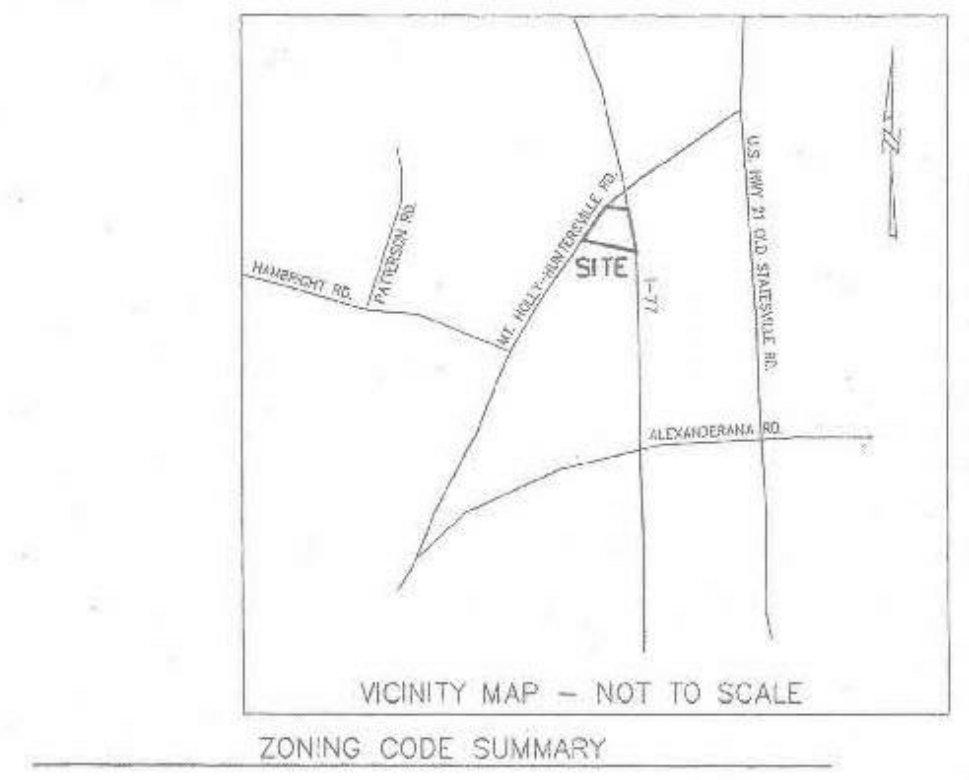 N
PATTERSON RD.
HAMBRIGHT RD.
MT. HOLLY-HUNTERSVILLE RD.
SITE
I-77
U.S. HWY 21 OLD STATESVILLE RD.
ALEXANDERANA RD.
VICINITY MAP - NOT TO SCALE
ZONING CODE SUMMARY